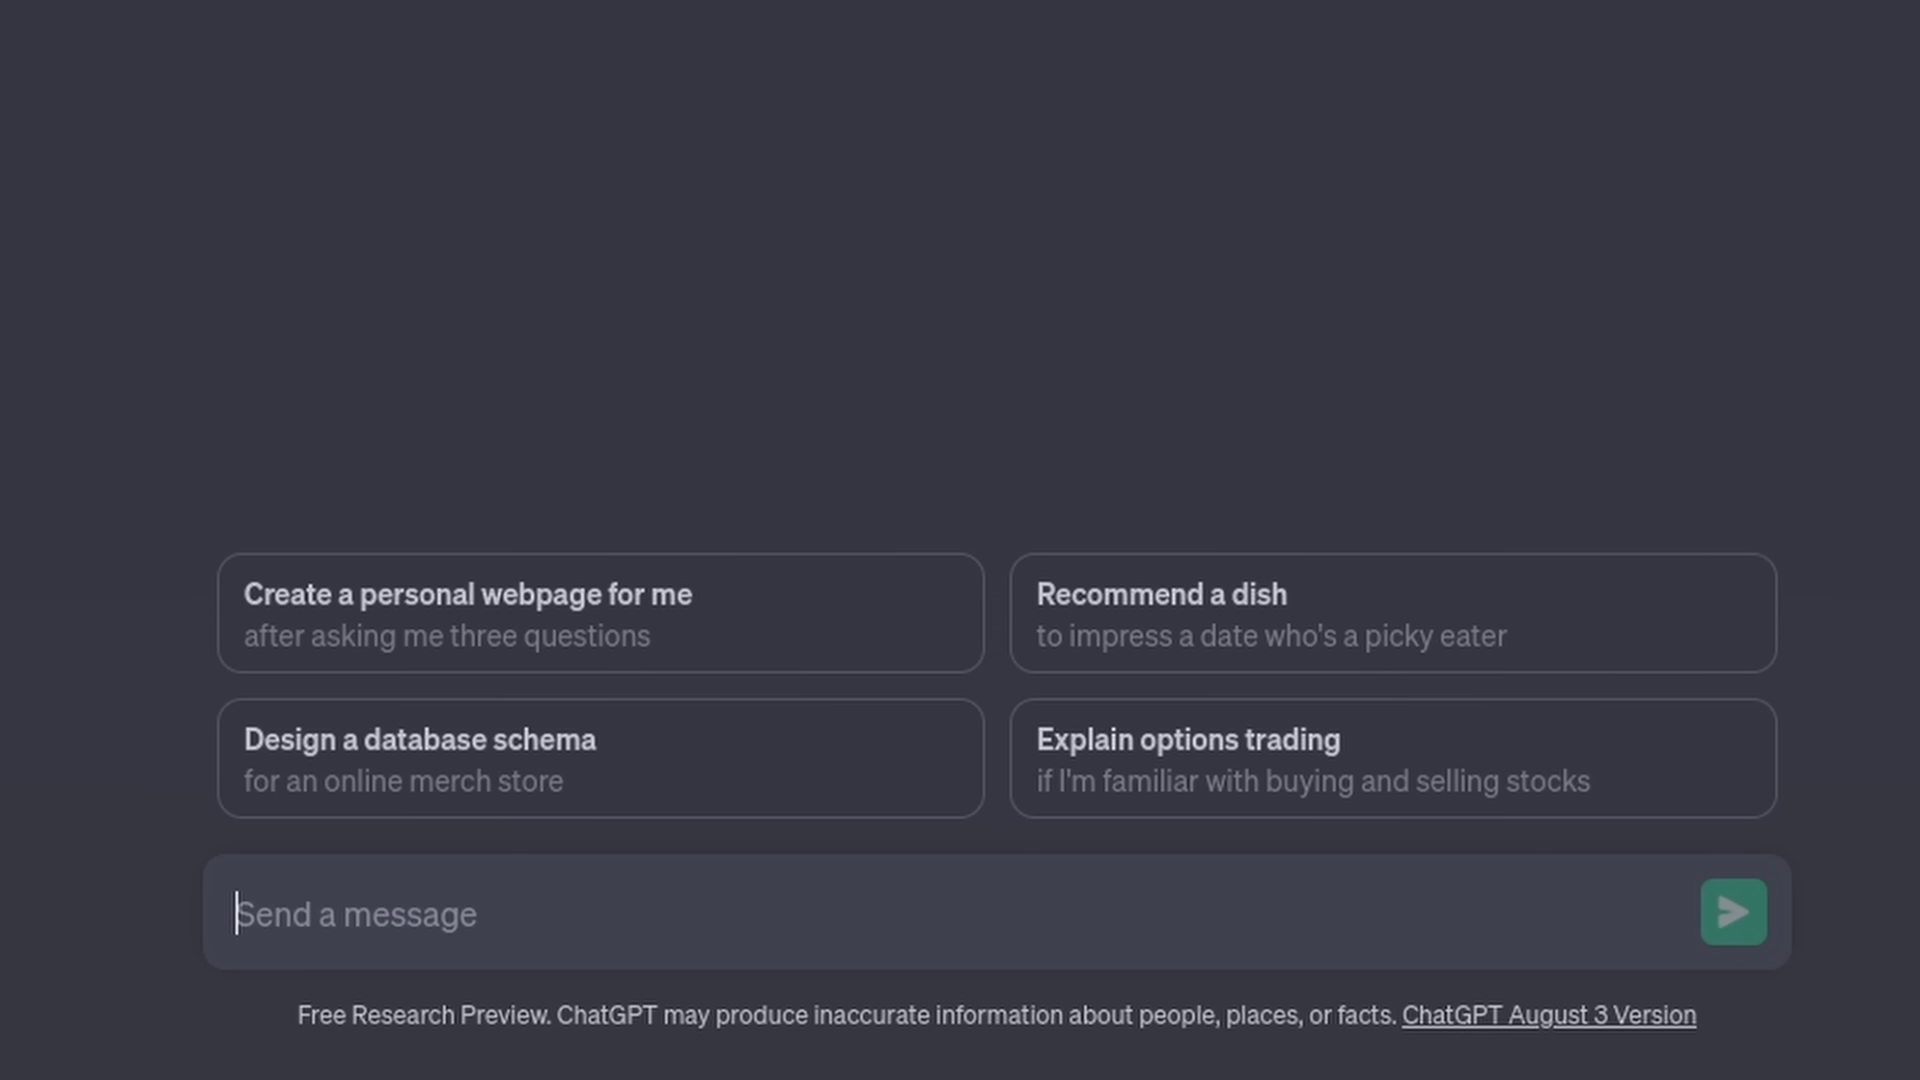 Create a personal webpage for me
after asking me three questions
Recommend a dish
to impress a date who's a picky eater
Design a database schema
for an online merch store
Explain options trading
if I'm familiar with buying and selling stocks
Send a message
Free Research Preview. ChatGPT may produce inaccurate information about people, places, or facts. ChatGPT August 3 Version